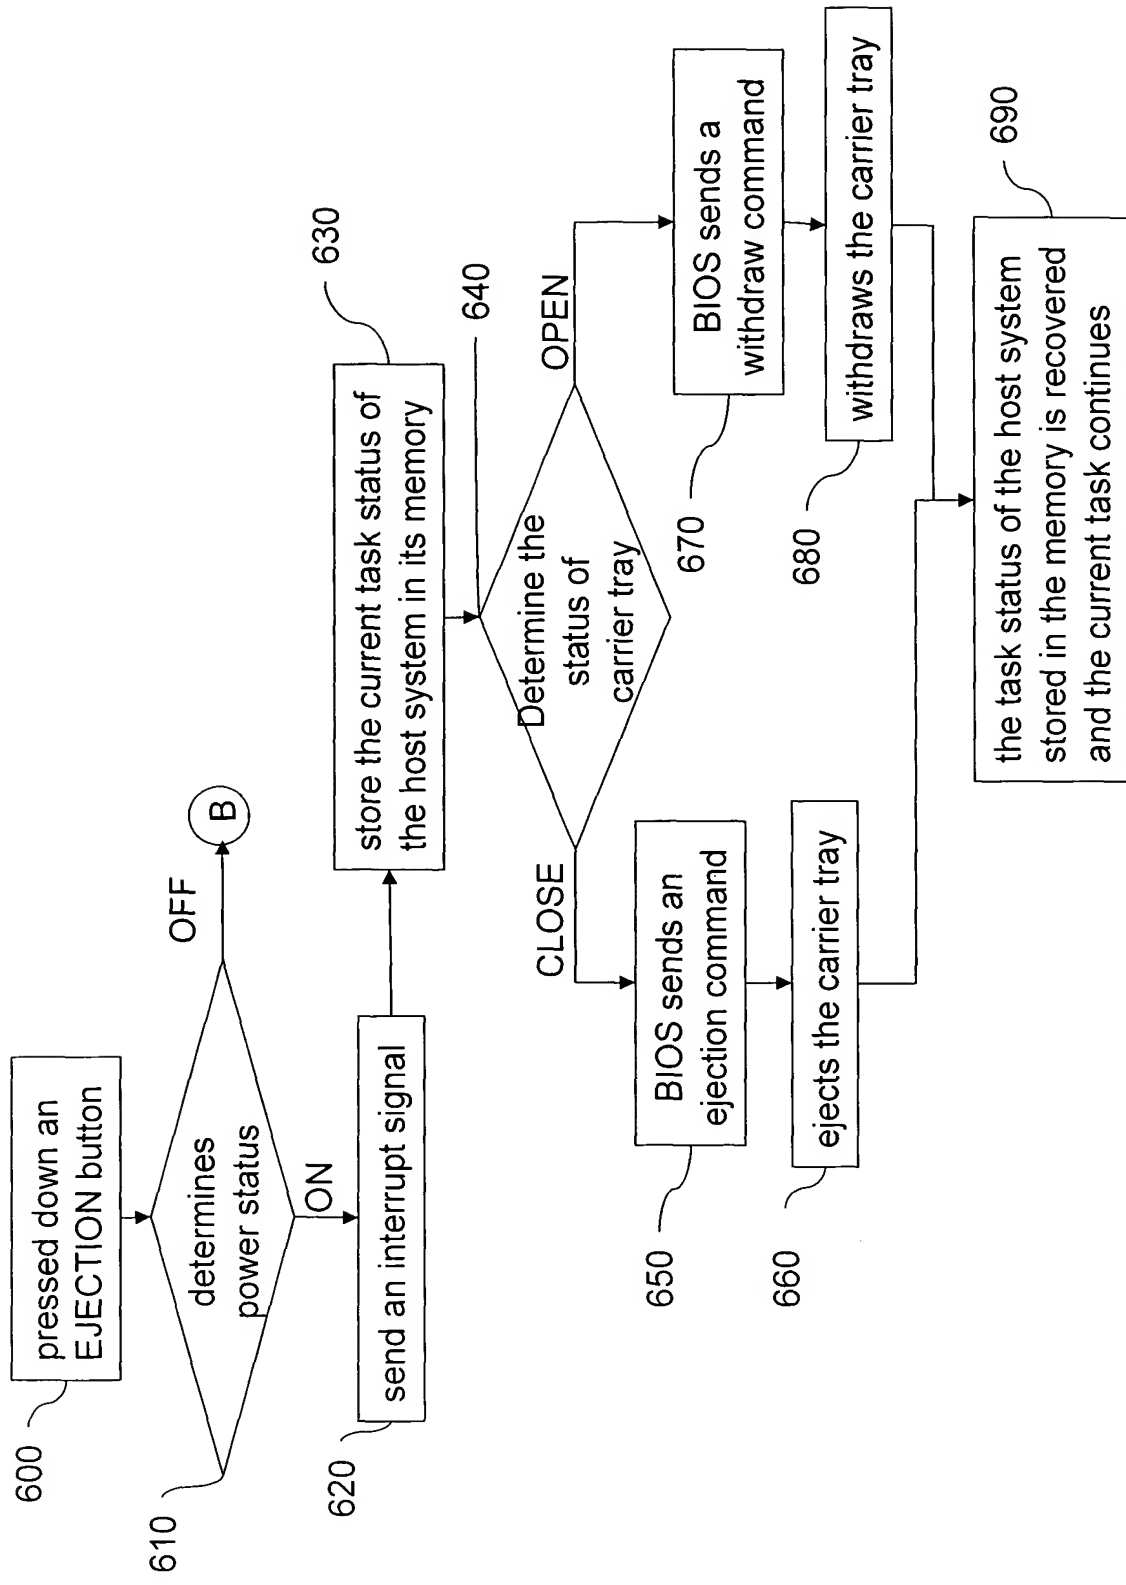 600
pressed down an
EJECTION button
610
determines
power status
OFF
B
ON
620
send an interrupt signal
630
store the current task status of
the host system in its memory
640
Determine the
status of
carrier tray
CLOSE
OPEN
650
BIOS sends an
ejection command
660
ejects the carrier tray
670
BIOS sends a
withdraw command
680
withdraws the carrier tray
690
the task status of the host system
stored in the memory is recovered
and the current task continues